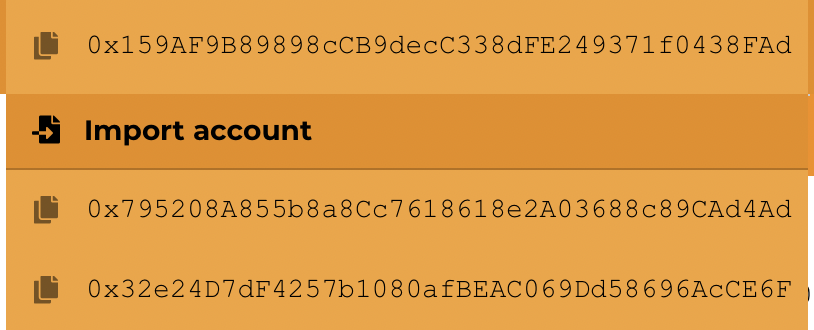 0x159AF9B89898cCB9decC338dFE249371f0438FAd
Import account
0x795208A855b8a8Cc7618618e2A03688c89CAd4Ad
0x32e24D7dF4257b1080afBEAC069Dd58696AcCE6F